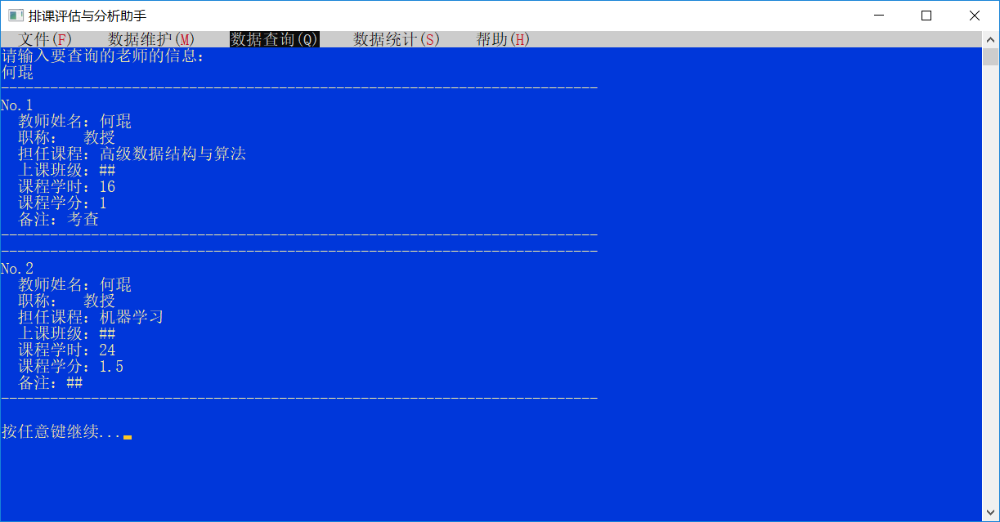 排课评估与分析助手
文件(F) 数据维护(M) 数据查询(Q) 数据统计(S) 帮助(H)
请输入要查询的老师的信息:
何琨
-------------------------------------------------------------------------
No.1
教师姓名: 何琨
职称: 教授
担任课程: 高级数据结构与算法
上课班级: ##
课程学时: 16
课程学分: 1
备注: 考查
-------------------------------------------------------------------------
-------------------------------------------------------------------------
No.2
教师姓名: 何琨
职称: 教授
担任课程: 机器学习
上课班级: ##
课程学时: 24
课程学分: 1.5
备注: ##
-------------------------------------------------------------------------
按任意键继续...